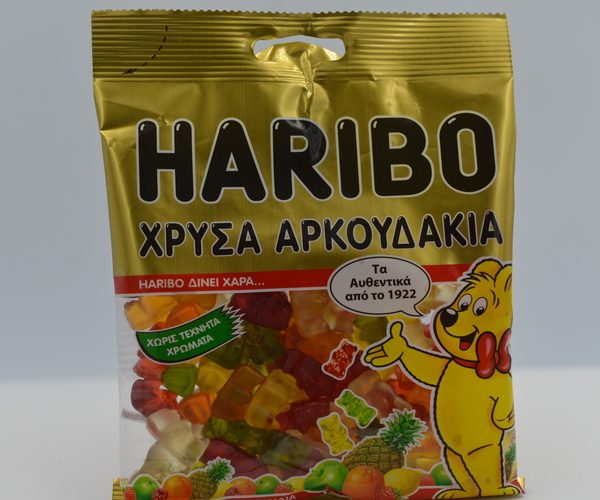 HARIBO
ΧΡΥΣΑ ΑΡΚΟΥΔΑΚΙΑ
HARIBO ΔΙΝΕΙ ΧΑΡΑ...
Τα
Αυθεντικά
από το 1922
ΧΩΡΙΣ ΤΕΧΝΗΤΑ
ΧΡΩΜΑΤΑ